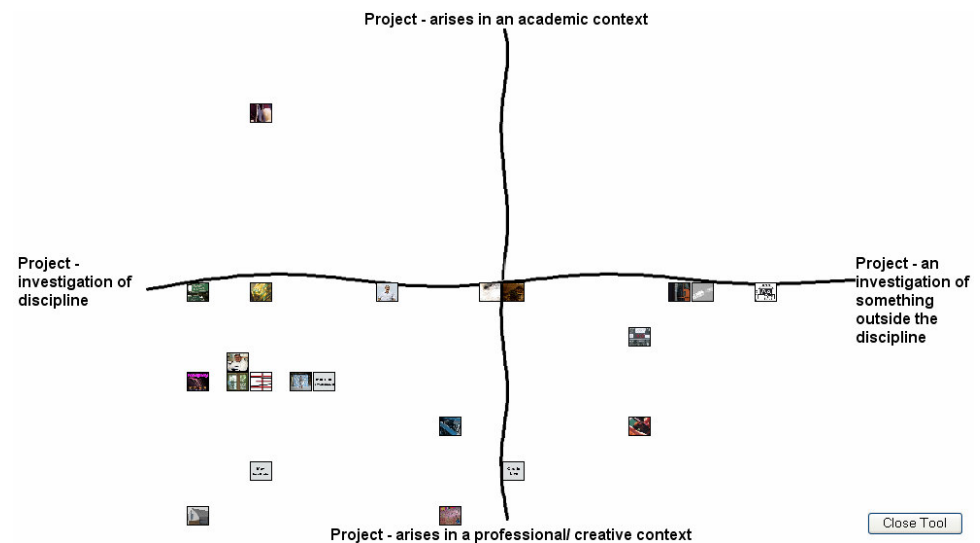 Project - arises in an academic context
Project -
investigation of
discipline
Project - an
investigation of
something
outside the
discipline
Project - arises in a professional/ creative context
Close Tool